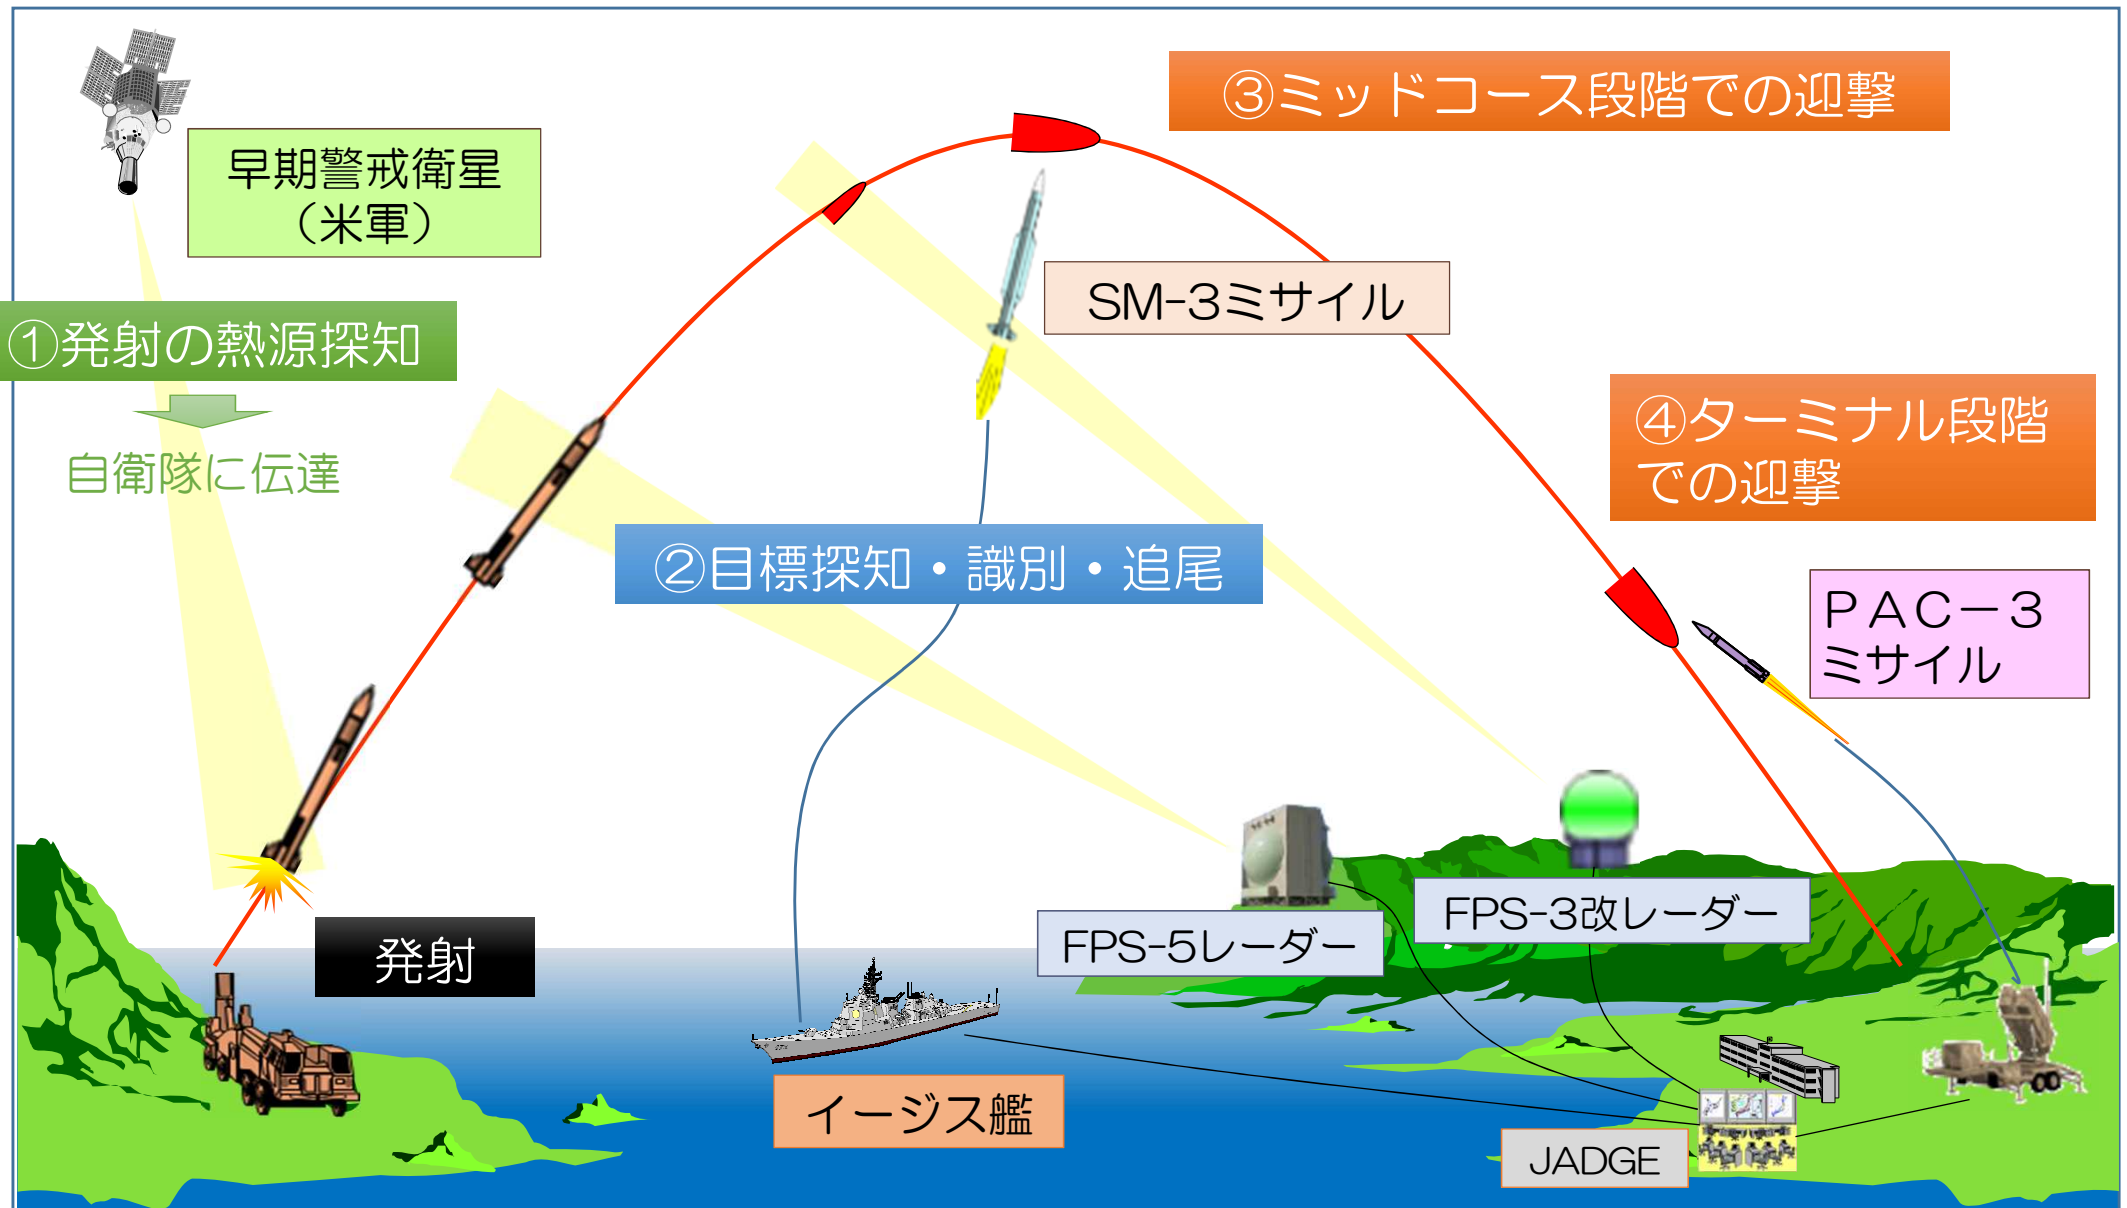 早期警戒衛星
（米軍）
①発射の熱源探知
自衛隊に伝達
③ミッドコース段階での迎撃
SM-3ミサイル
④ターミナル段階
での迎撃
②目標探知・識別・追尾
ＰＡＣ－３
ミサイル
発射
FPS-5レーダー
FPS-3改レーダー
イージス艦
JADGE